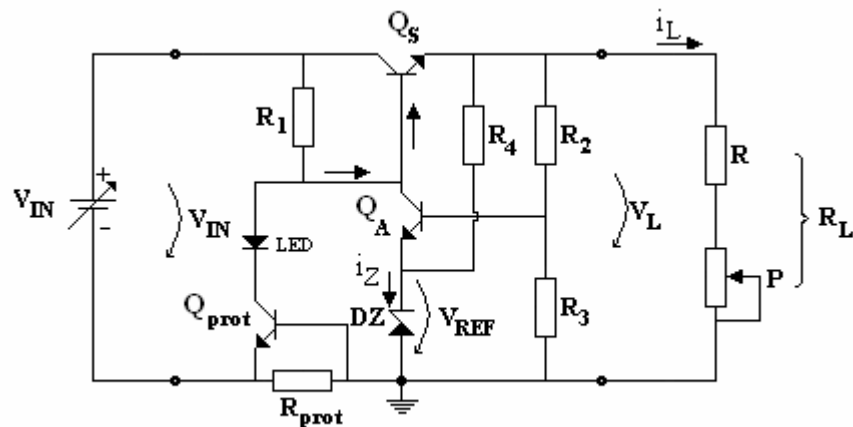 Q_S
i_L
R_1
R_4
R_2
R
V_IN
+
-
V_IN
Q_A
V_L
R_L
LED
i_Z
P
Q_prot
DZ
V_REF
R_3
R_prot